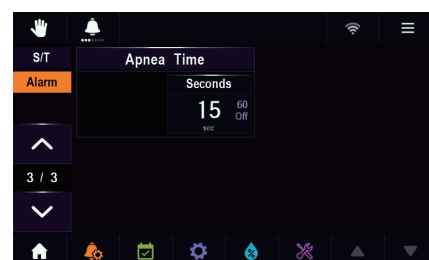 S/T
Apnea Time
Alarm
Seconds
15
60
Off
sec
3 / 3
%